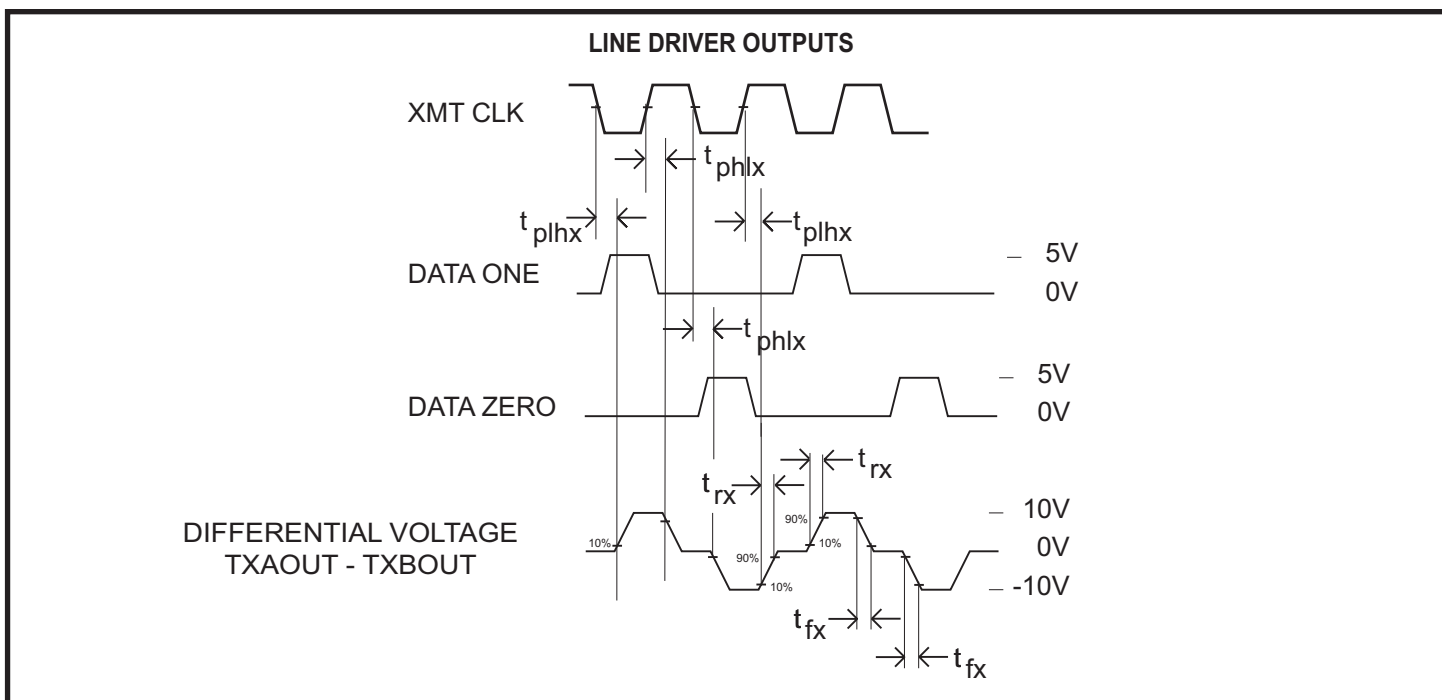 LINE DRIVER OUTPUTS
XMT CLK
t phlx
t plhx
t plhx
DATA ONE
5V
0V
t phlx
DATA ZERO
5V
0V
t rx
t rx
DIFFERENTIAL VOLTAGE
TXAOUT - TXBOUT
10%
90%
10%
90%
10%
10V
0V
-10V
t fx
t fx